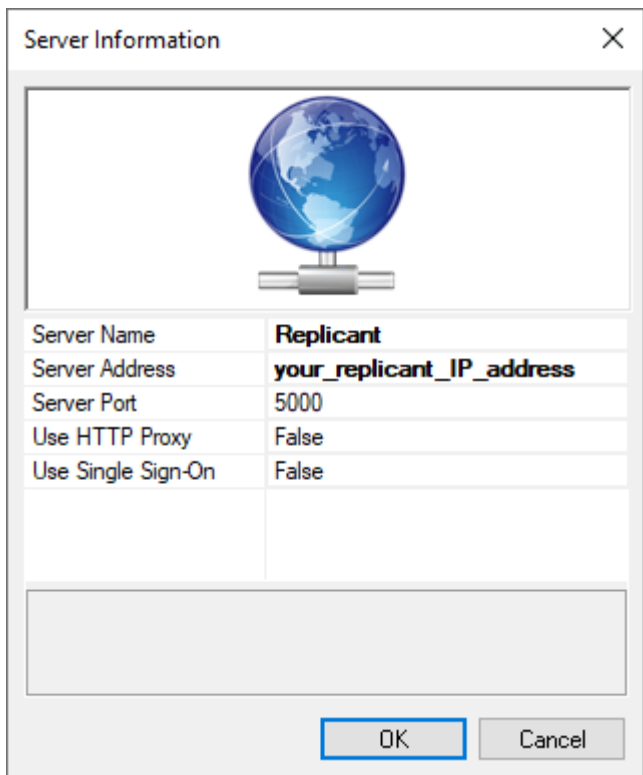 Server Information
Server Name Replicant
Server Address your_replicant_IP_address
Server Port 5000
Use HTTP Proxy False
Use Single Sign-On False
OK Cancel